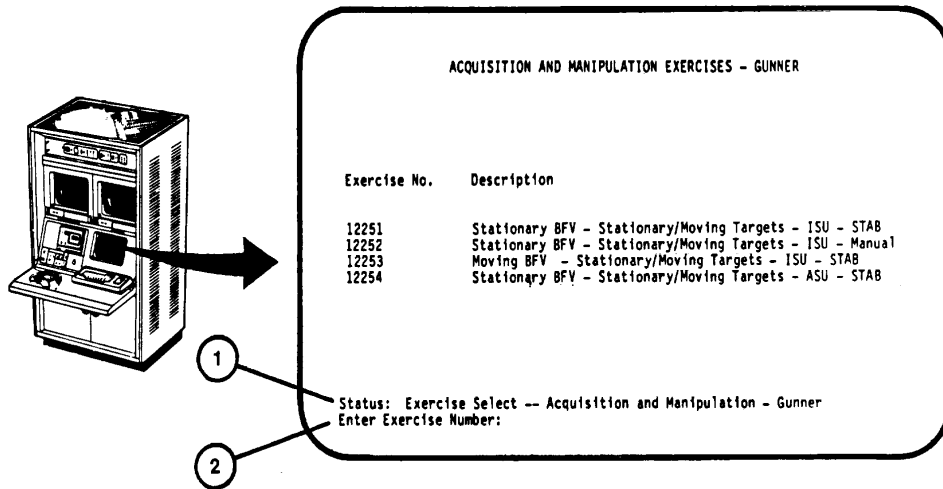 ACQUISITION AND MANIPULATION EXERCISES - GUNNER
Exercise No. Description
12251 Stationary BFV - Stationary/Moving Targets - ISU - STAB
12252 Stationary BFV - Stationary/Moving Targets - ISU - Manual
12253 Moving BFV - Stationary/Moving Targets - ISU - STAB
12254 Stationary BFV - Stationary/Moving Targets - ASU - STAB
1
Status: Exercise Select -- Acquisition and Manipulation - Gunner
Enter Exercise Number:
2